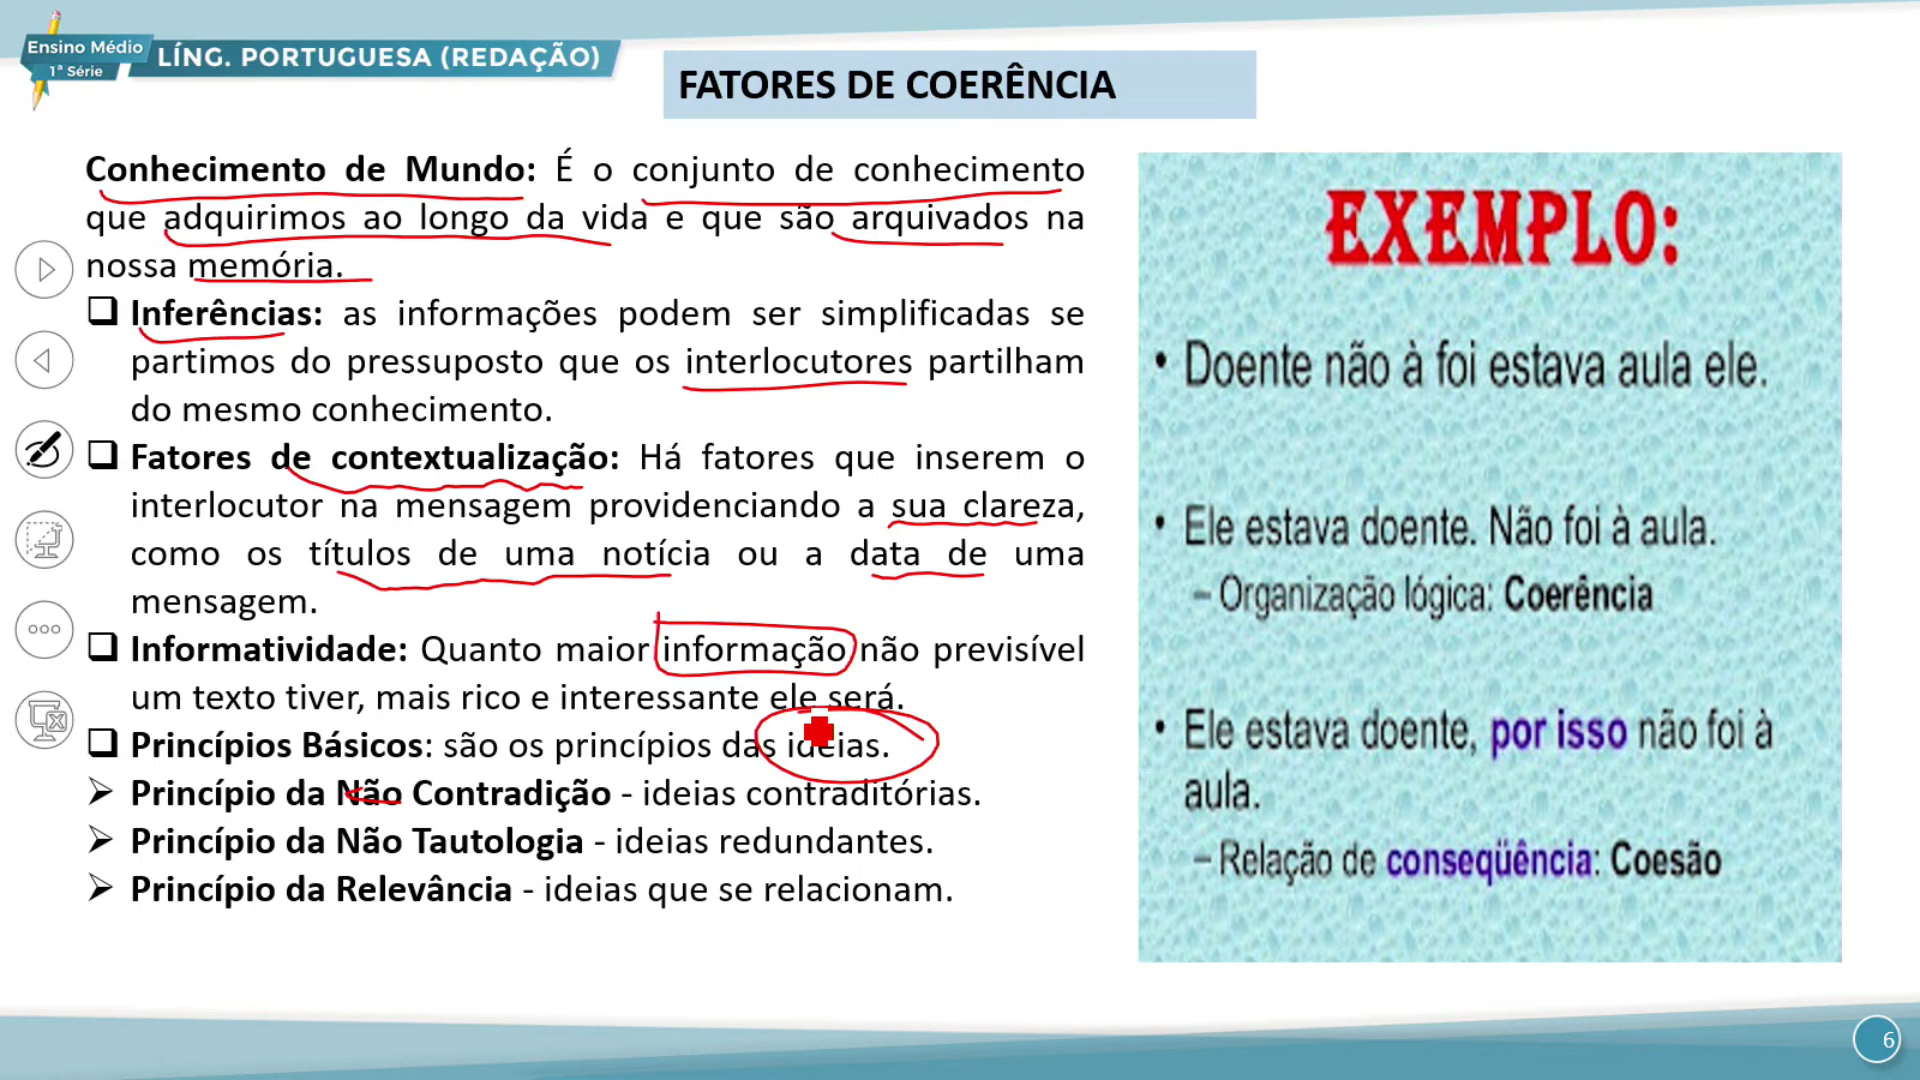 Ensino Médio
1ª Série
LÍNG. PORTUGUESA (REDAÇÃO)
FATORES DE COERÊNCIA
Conhecimento de Mundo: É o conjunto de conhecimento
que adquirimos ao longo da vida e que são arquivados na
nossa memória.
❑ Inferências: as informações podem ser simplificadas se
partimos do pressuposto que os interlocutores partilham
do mesmo conhecimento.
❑ Fatores de contextualização: Há fatores que inserem o
interlocutor na mensagem providenciando a sua clareza,
como os títulos de uma notícia ou a data de uma
mensagem.
❑ Informatividade: Quanto maior informação não previsível
um texto tiver, mais rico e interessante ele será.
❑ Princípios Básicos: são os princípios das ideias.
➢ Princípio da Não Contradição - ideias contraditórias.
➢ Princípio da Não Tautologia - ideias redundantes.
➢ Princípio da Relevância - ideias que se relacionam.
EXEMPLO:
• Doente não à foi estava aula ele.
• Ele estava doente. Não foi à aula.
– Organização lógica: Coerência
• Ele estava doente, por isso não foi à
aula.
– Relação de conseqüência: Coesão
6